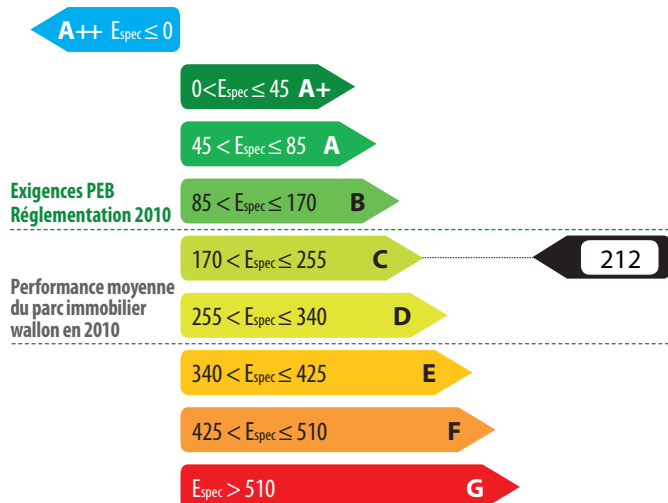 A++ Espec ≤ 0
0<Espec ≤ 45 A+
45 < Espec ≤ 85 A
Exigences PEB
Réglementation 2010
85 < Espec ≤ 170 B
170 < Espec ≤ 255 C
212
Performance moyenne
du parc immobilier
wallon en 2010
255 < Espec ≤ 340 D
340 < Espec ≤ 425 E
425 < Espec ≤ 510 F
Espec > 510 G